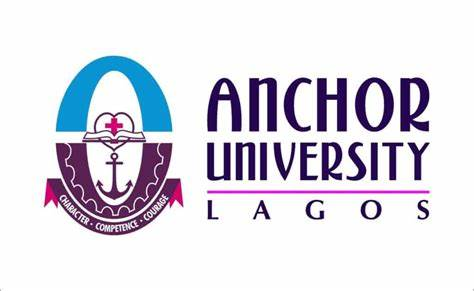 ANCHOR
UNIVERSITY
LAGOS
CHARACTER - COMPETENCE - COURAGE